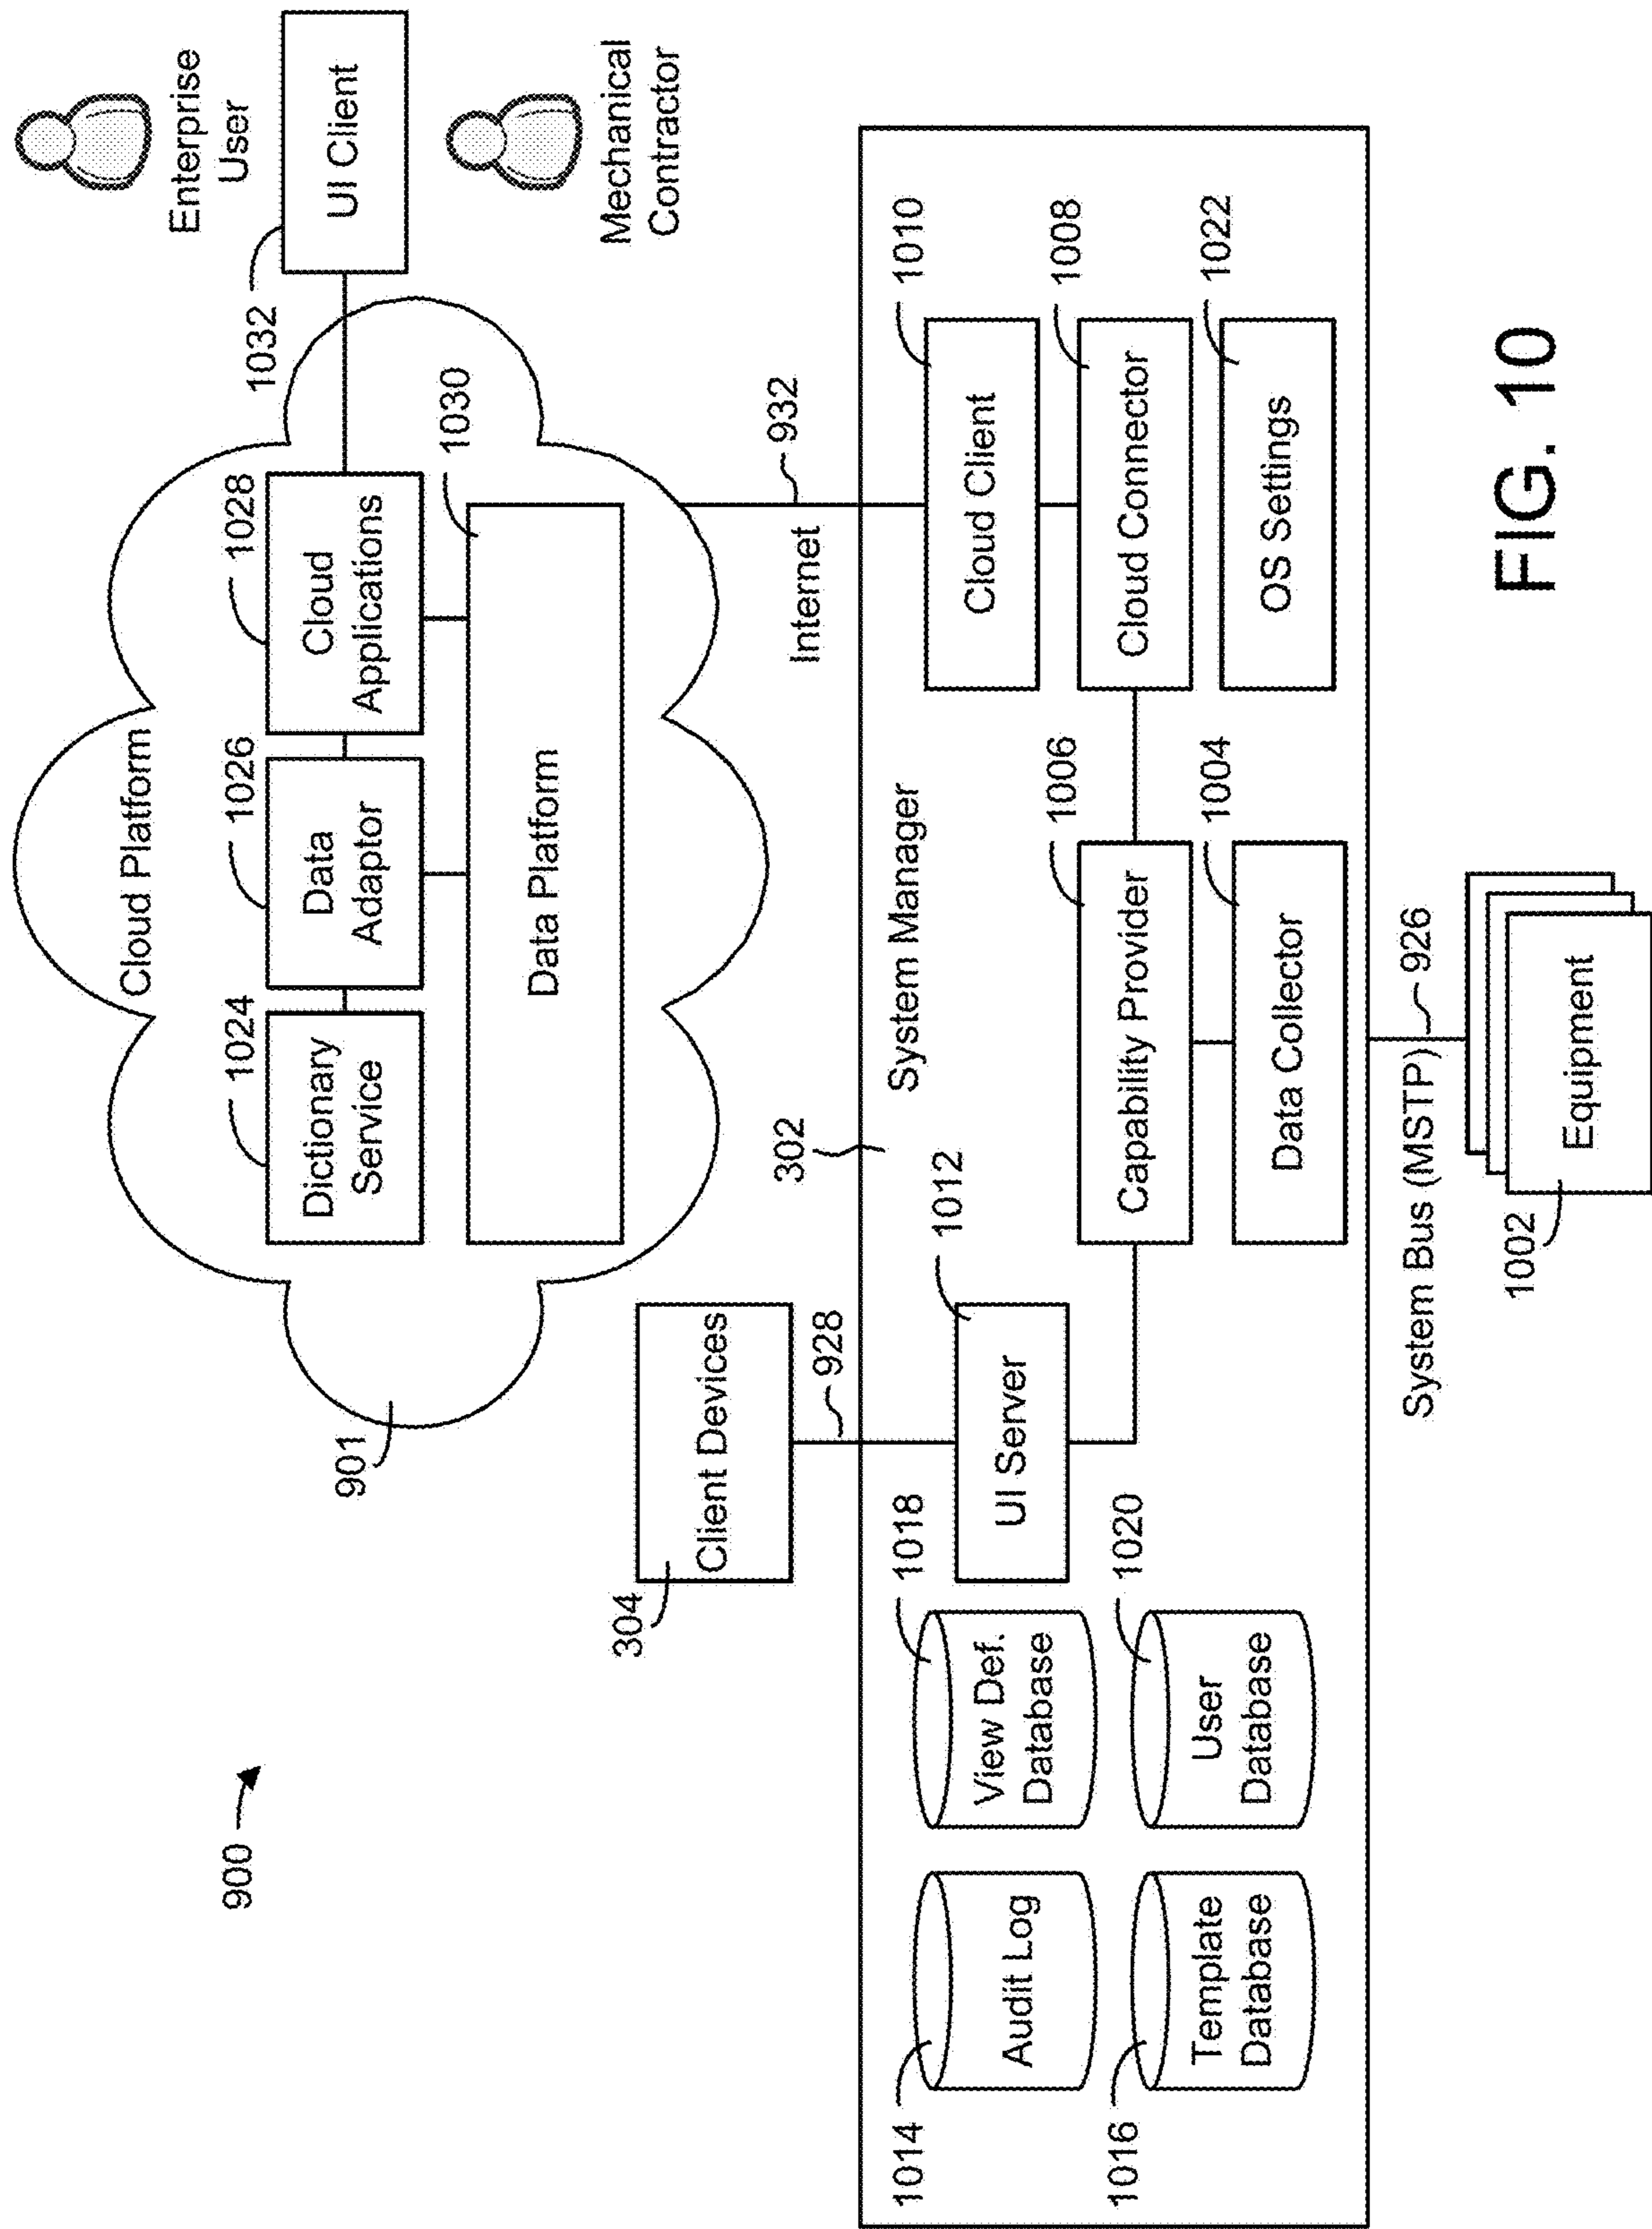 900
Cloud Platform
901
1024
Dictionary
Service
1026
Data
Adaptor
1028
Cloud
Applications
1030
Data Platform
1032
UI Client
Enterprise
User
Mechanical
Contractor
304
Client Devices
928
Internet
932
302
System Manager
1014
Audit Log
1018
View Def.
Database
1016
Template
Database
1020
User
Database
1012
UI Server
1006
Capability Provider
1004
Data Collector
1010
Cloud Client
1008
Cloud Connector
1022
OS Settings
System Bus (MSTP)
926
1002
Equipment
FIG. 10